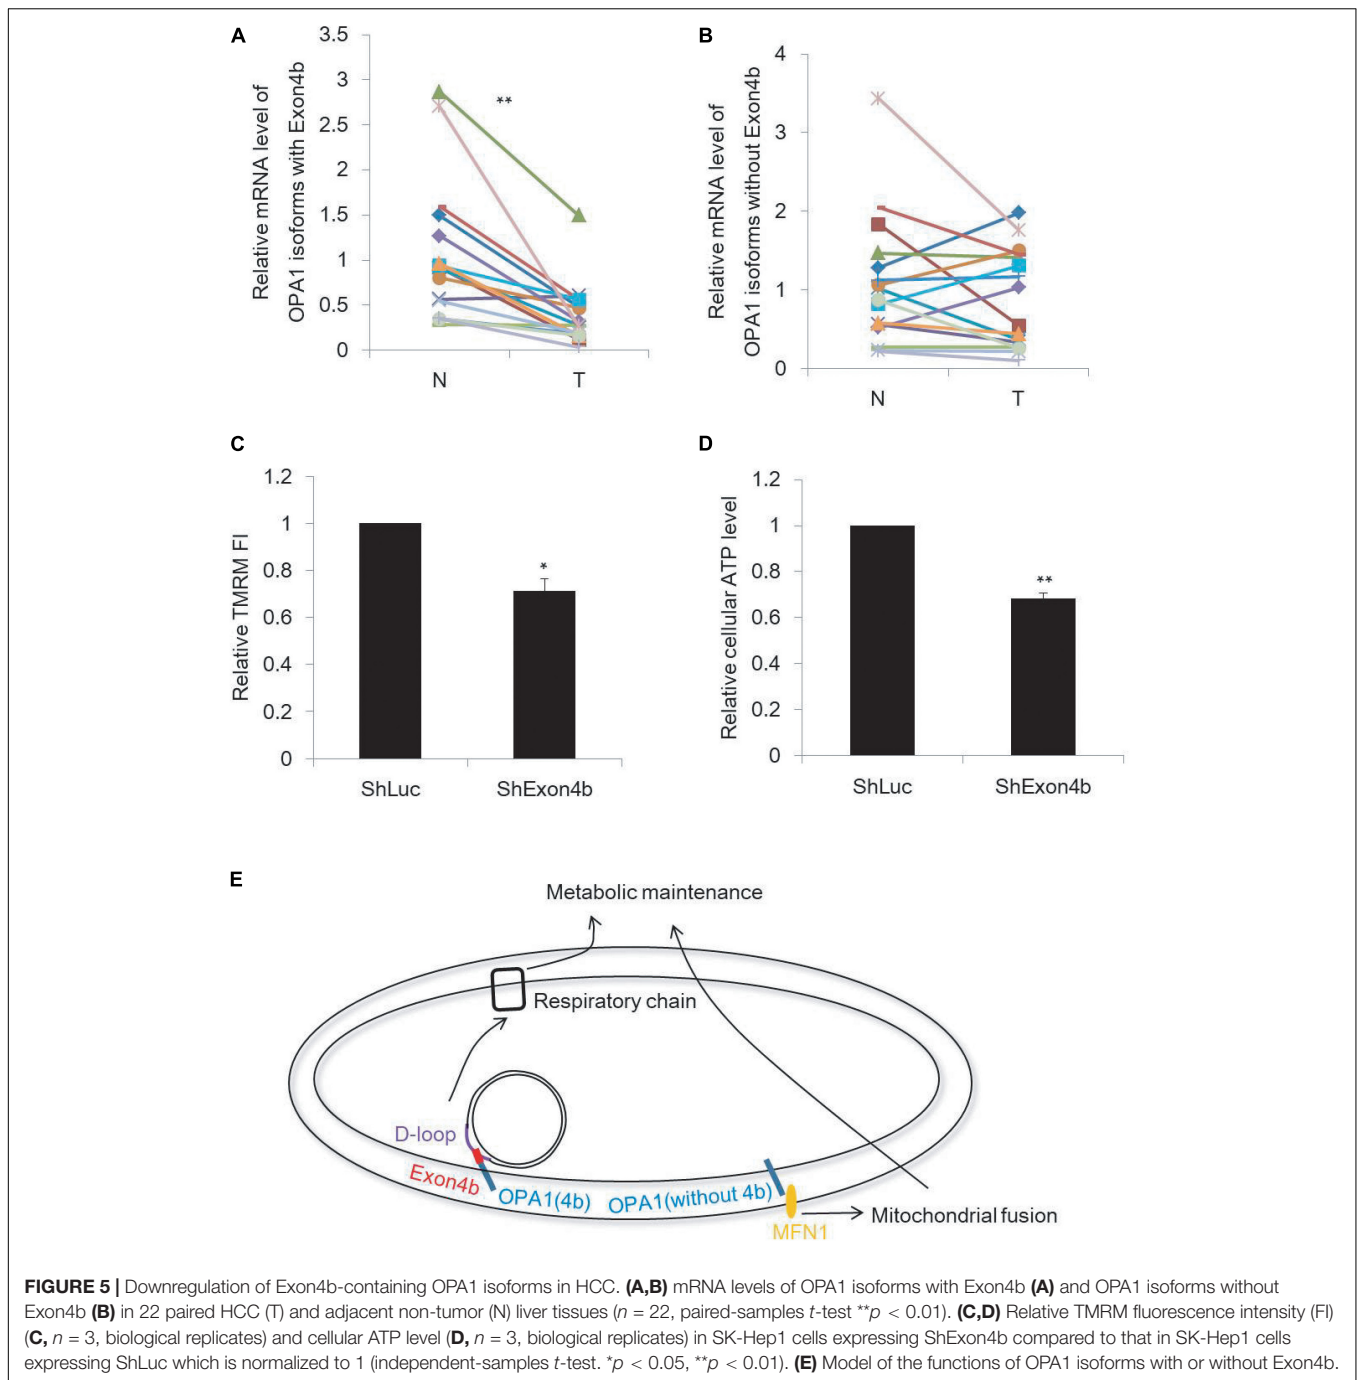 A
3.5
3
2.5
2
1.5
1
0.5
0
Relative mRNA level of
OPA1 isoforms with Exon4b
**
N
T
B
4
3
2
1
0
Relative mRNA level of
OPA1 isoforms without Exon4b
N
T
C
1.2
1
0.8
0.6
0.4
0.2
0
Relative TMRM FI
*
ShLuc
ShExon4b
D
1.2
1
0.8
0.6
0.4
0.2
0
Relative cellular ATP level
**
ShLuc
ShExon4b
E
Metabolic maintenance
Respiratory chain
D-loop
Exon4b
OPA1(4b)
OPA1(without 4b)
MFN1
Mitochondrial fusion
FIGURE 5 | Downregulation of Exon4b-containing OPA1 isoforms in HCC. (A,B) mRNA levels of OPA1 isoforms with Exon4b (A) and OPA1 isoforms without
Exon4b (B) in 22 paired HCC (T) and adjacent non-tumor (N) liver tissues (n = 22, paired-samples t-test **p < 0.01). (C,D) Relative TMRM fluorescence intensity (FI)
(C, n = 3, biological replicates) and cellular ATP level (D, n = 3, biological replicates) in SK-Hep1 cells expressing ShExon4b compared to that in SK-Hep1 cells
expressing ShLuc which is normalized to 1 (independent-samples t-test. *p < 0.05, **p < 0.01). (E) Model of the functions of OPA1 isoforms with or without Exon4b.